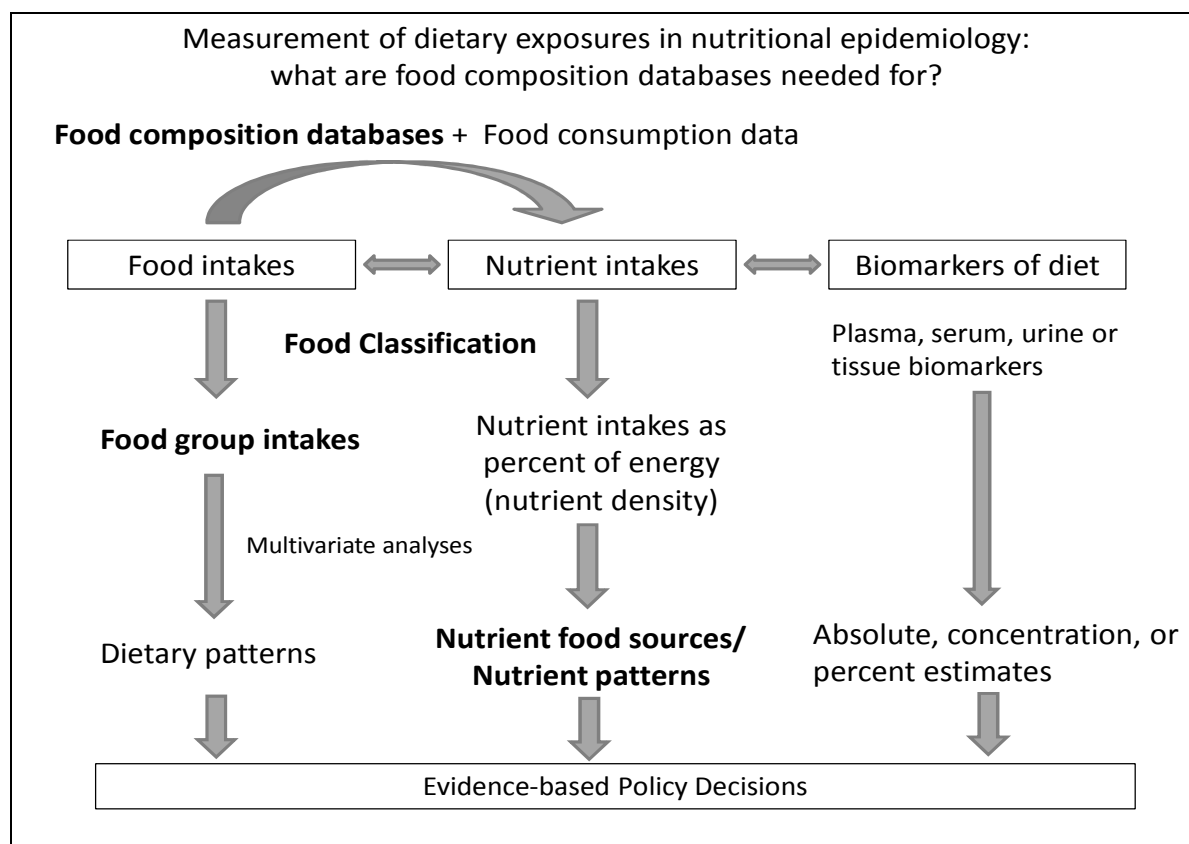 Measurement of dietary exposures in nutritional epidemiology:
what are food composition databases needed for?
Food composition databases + Food consumption data
Food intakes
Nutrient intakes
Biomarkers of diet
Food Classification
Plasma, serum, urine or
tissue biomarkers
Food group intakes
Nutrient intakes as
percent of energy
(nutrient density)
Multivariate analyses
Dietary patterns
Nutrient food sources/
Nutrient patterns
Absolute, concentration, or
percent estimates
Evidence-based Policy Decisions